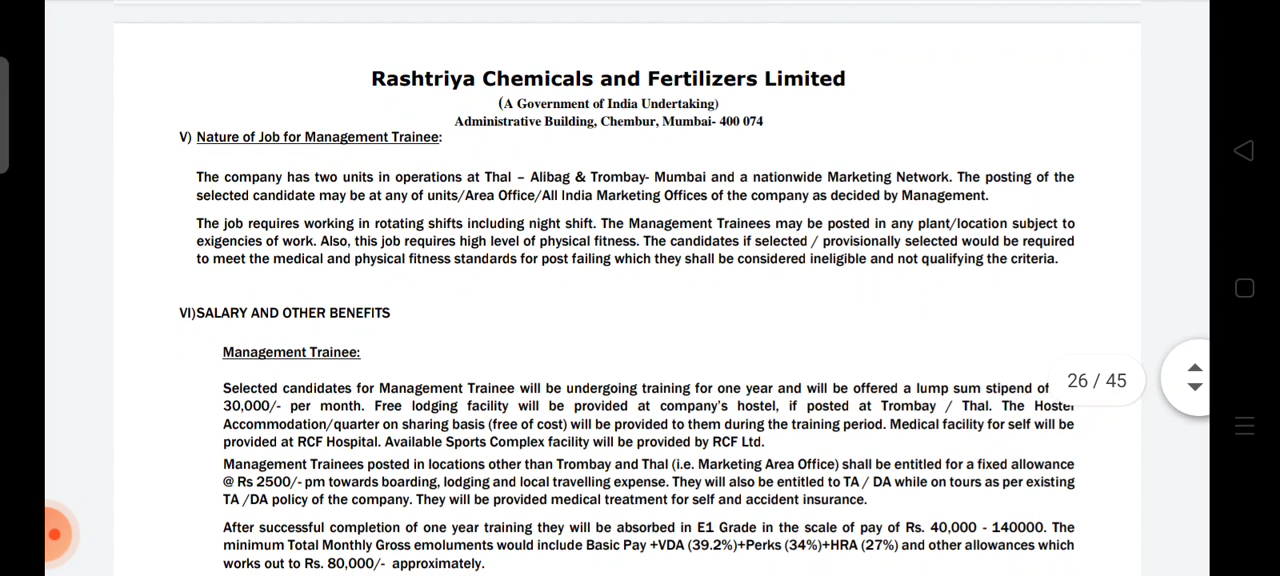 Rashtriya Chemicals and Fertilizers Limited
(A Government of India Undertaking)
Administrative Building, Chembur, Mumbai- 400 074
V) Nature of Job for Management Trainee:
The company has two units in operations at Thal – Alibag & Trombay- Mumbai and a nationwide Marketing Network. The posting of the
selected candidate may be at any of units/Area Office/All India Marketing Offices of the company as decided by Management.
The job requires working in rotating shifts including night shift. The Management Trainees may be posted in any plant/location subject to
exigencies of work. Also, this job requires high level of physical fitness. The candidates if selected / provisionally selected would be required
to meet the medical and physical fitness standards for post failing which they shall be considered ineligible and not qualifying the criteria.
VI)SALARY AND OTHER BENEFITS
Management Trainee:
Selected candidates for Management Trainee will be undergoing training for one year and will be offered a lump sum stipend of
26 / 45
30,000/- per month. Free lodging facility will be provided at company's hostel, if posted at Trombay / Thal. The Hostel
Accommodation/quarter on sharing basis (free of cost) will be provided to them during the training period. Medical facility for self will be
provided at RCF Hospital. Available Sports Complex facility will be provided by RCF Ltd.
Management Trainees posted in locations other than Trombay and Thal (i.e. Marketing Area Office) shall be entitled for a fixed allowance
@ Rs 2500/- pm towards boarding, lodging and local travelling expense. They will also be entitled to TA / DA while on tours as per existing
TA /DA policy of the company. They will be provided medical treatment for self and accident insurance.
After successful completion of one year training they will be absorbed in E1 Grade in the scale of pay of Rs. 40,000 - 140000. The
minimum Total Monthly Gross emoluments would include Basic Pay +VDA (39.2%)+Perks (34%)+HRA (27%) and other allowances which
works out to Rs. 80,000/- approximately.